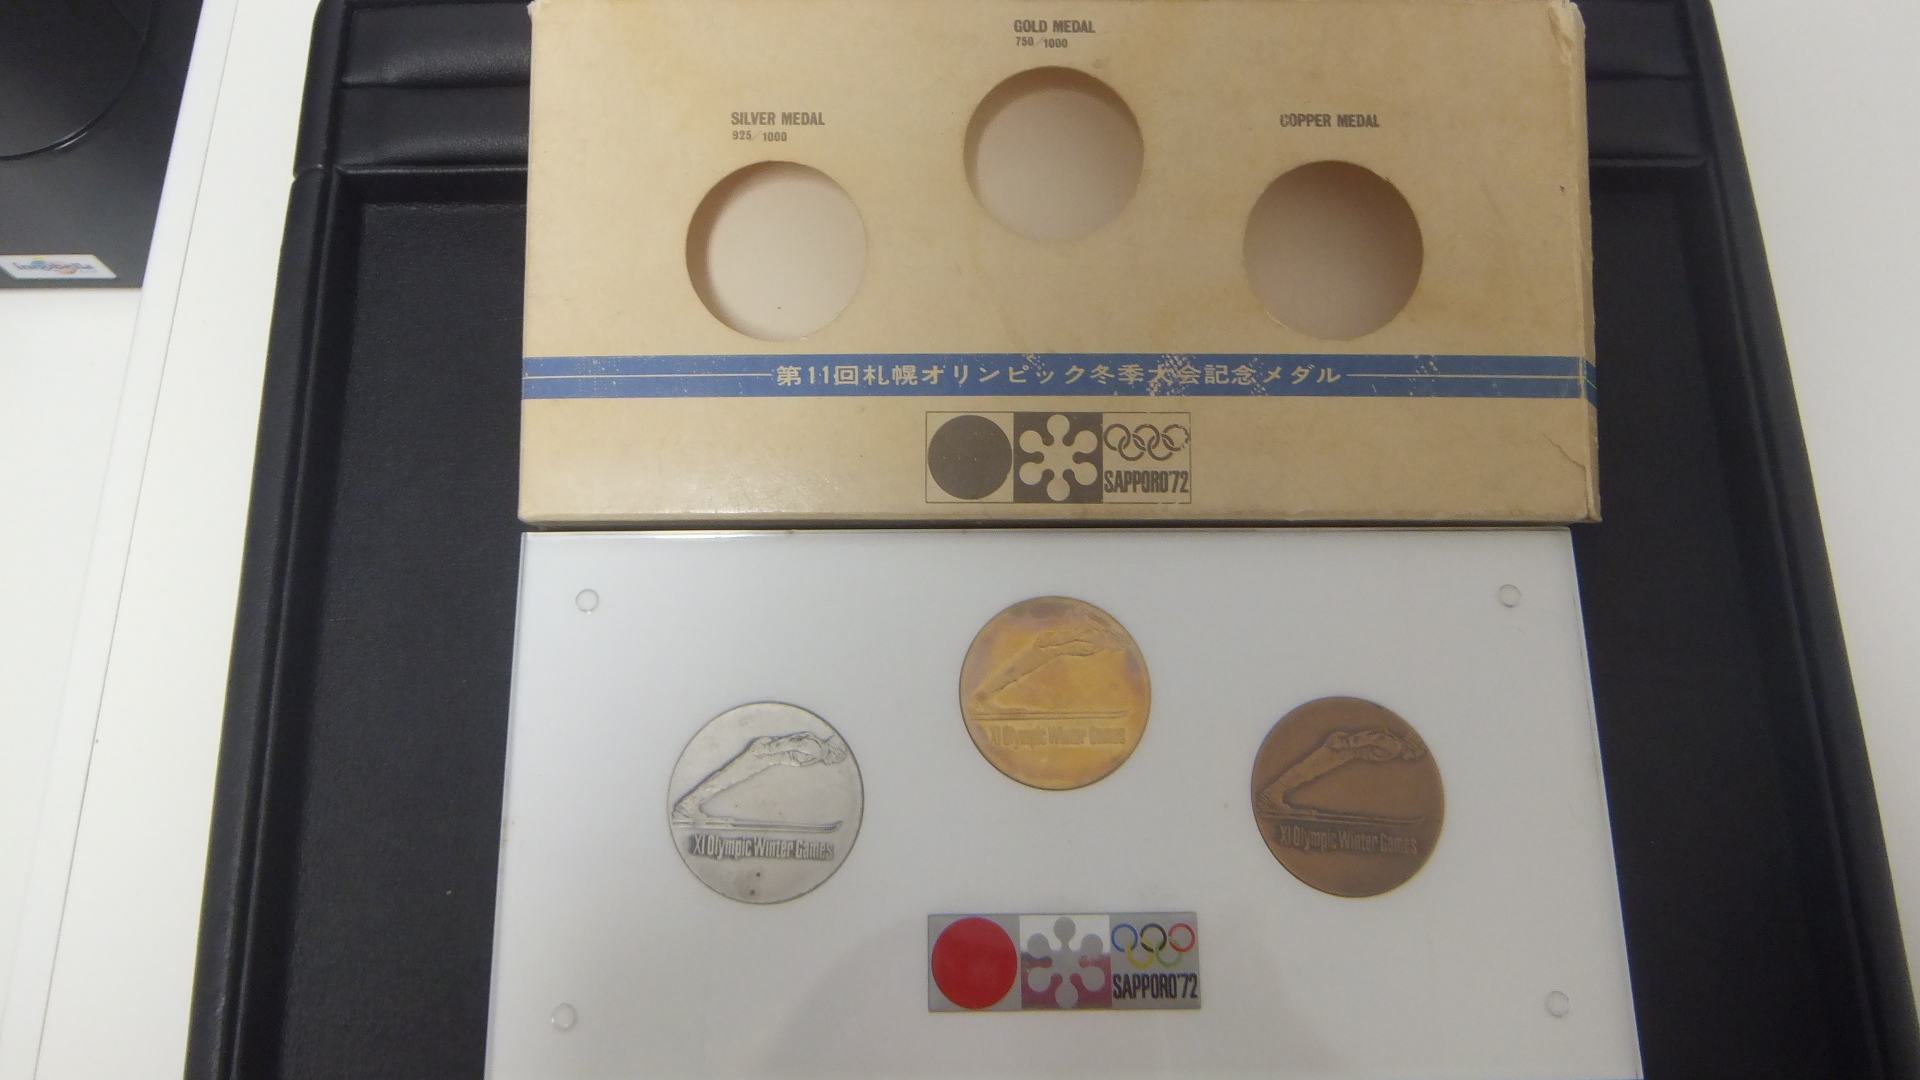 GOLD MEDAL
750/1000
SILVER MEDAL
925/1000
COPPER MEDAL
第11回札幌オリンピック冬季大会記念メダル
SAPPORO'72
XI Olympic Winter Games
XI Olympic Winter Games
XI Olympic Winter Games
SAPPORO'72